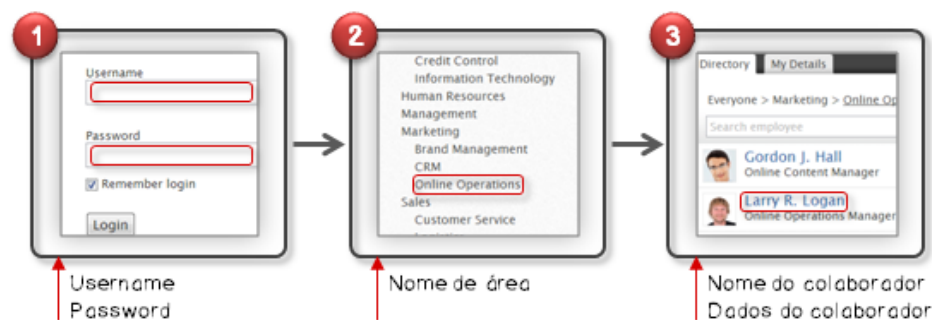 1
Username
Password
Remember login
Login
Username
Password
2
Credit Control
Information Technology
Human Resources
Management
Marketing
Brand Management
CRM
Online Operations
Sales
Customer Service
Nome de área
3
Directory
My Details
Everyone > Marketing > Online Op
Search employee
Gordon J. Hall
Online Content Manager
Larry R. Logan
Online Operations Manager
Nome do colaborador
Dados do colaborador